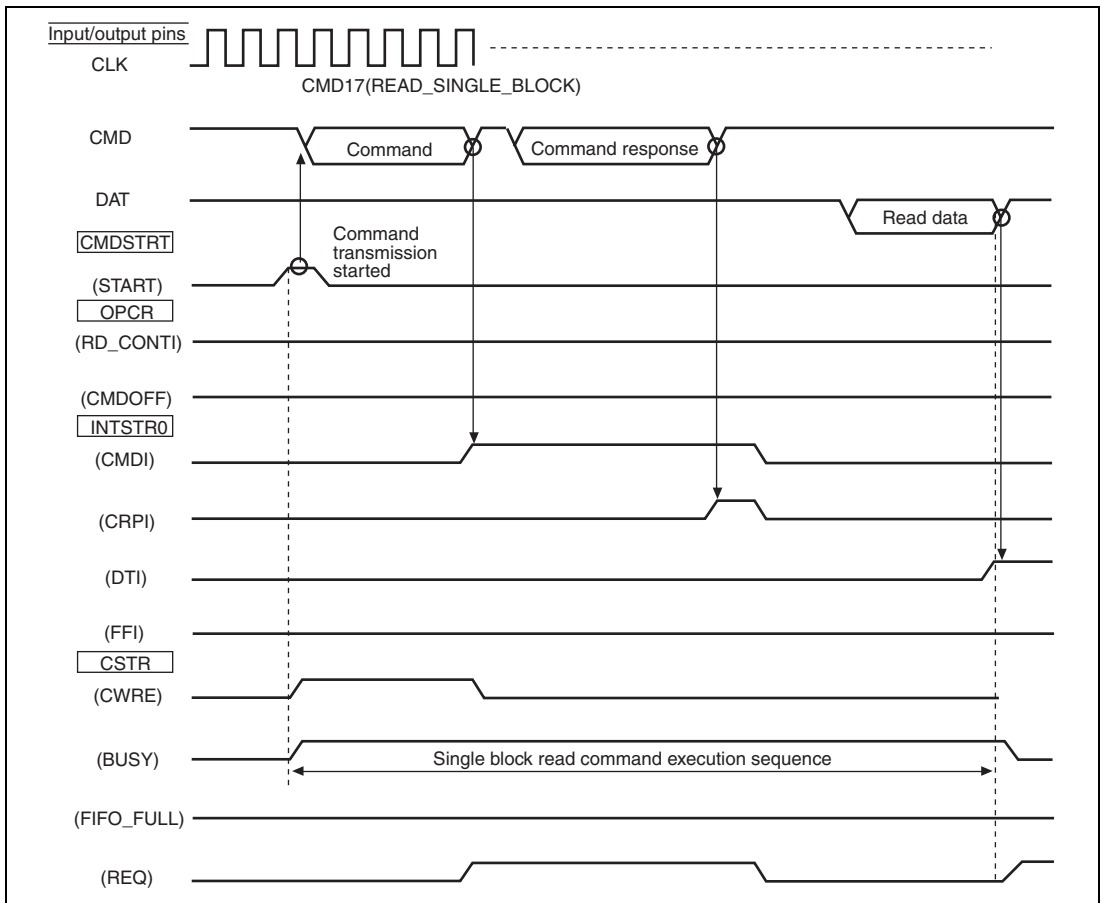 Input/output pins
CLK
CMD17(READ_SINGLE_BLOCK)
CMD
Command
Command response
DAT
Read data
CMDSTRT
Command
transmission
started
(START)
OPCR
(RD_CONTI)
(CMDOFF)
INTSTR0
(CMDI)
(CRPI)
(DTI)
(FFI)
CSTR
(CWRE)
(BUSY)
Single block read command execution sequence
(FIFO_FULL)
(REQ)